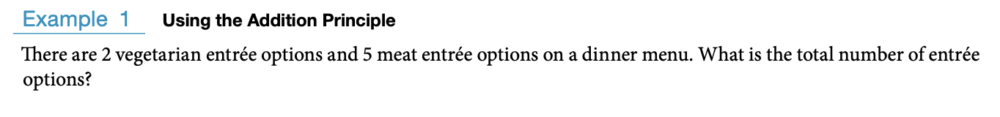 Example 1 Using the Addition Principle
There are 2 vegetarian entrée options and 5 meat entrée options on a dinner menu. What is the total number of entrée
options?